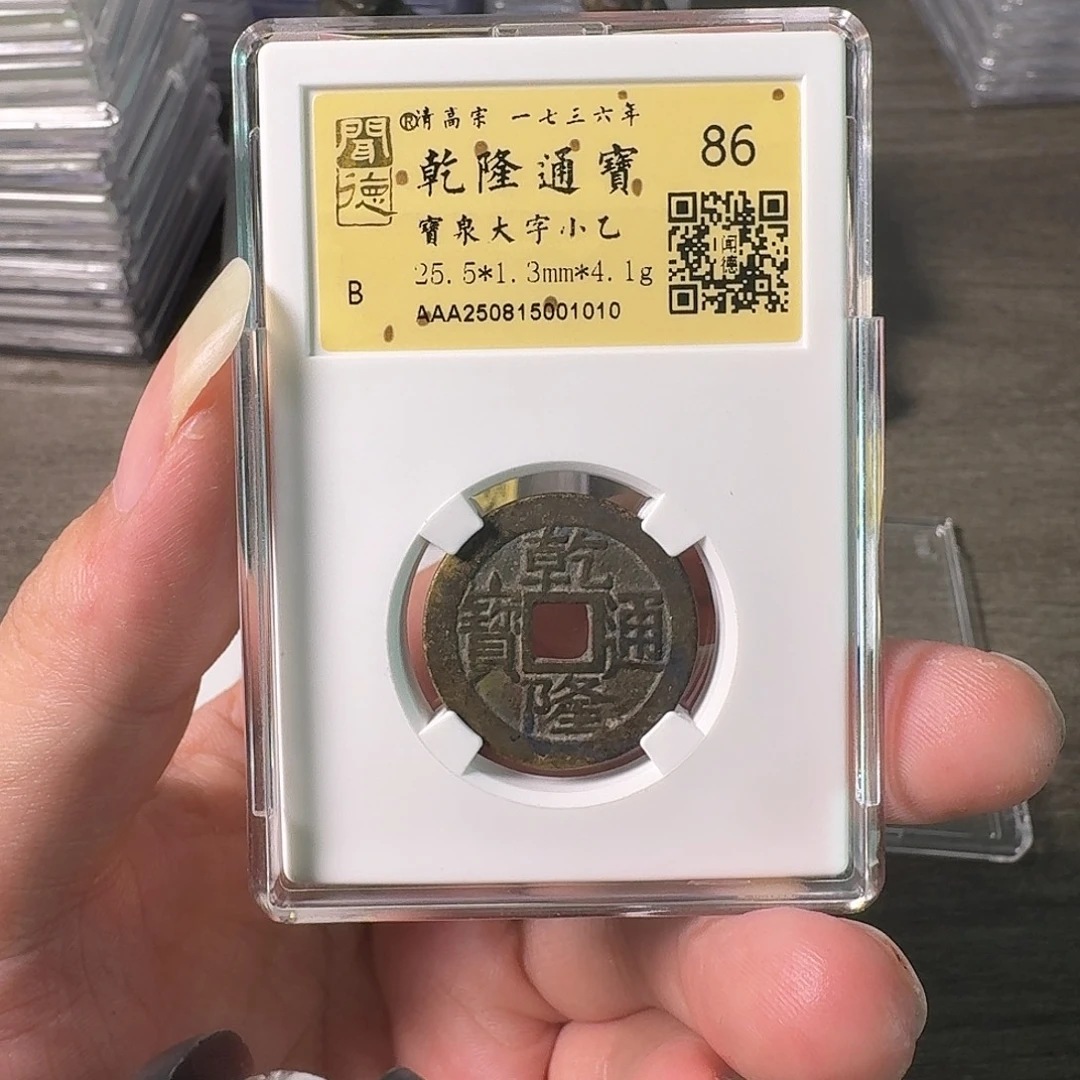 聞德
®清高宗 一七三六年
乾隆通寶
86
寶泉大字小乙
闻德
25.5*1.3mm*4.1g
B
AAA250815001010
乾隆通寶